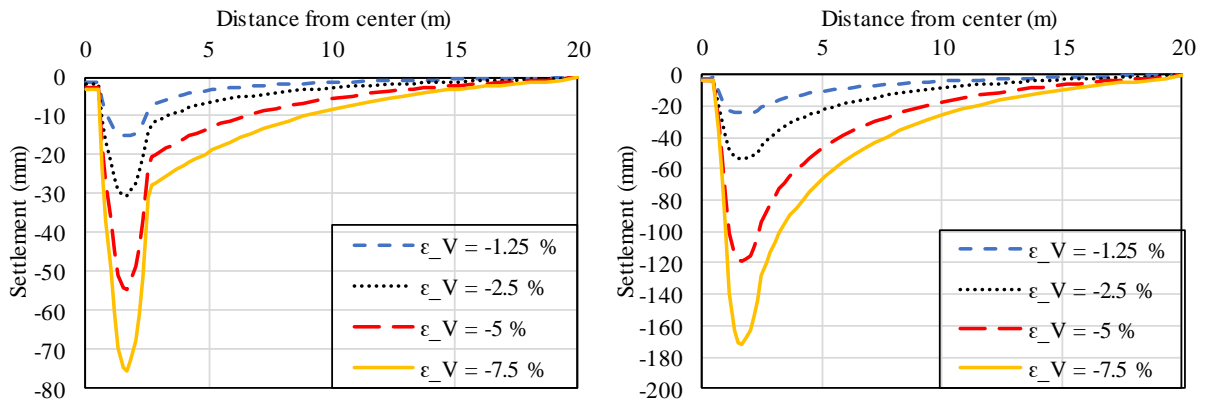 Distance from center (m)
0 5 10 15 20
0
-10
-20
-30
-40
-50
-60
-70
-80
Settlement (mm)
ε_V = -1.25 %
ε_V = -2.5 %
ε_V = -5 %
ε_V = -7.5 %
Distance from center (m)
0 5 10 15 20
0
-20
-40
-60
-80
-100
-120
-140
-160
-180
-200
Settlement (mm)
ε_V = -1.25 %
ε_V = -2.5 %
ε_V = -5 %
ε_V = -7.5 %